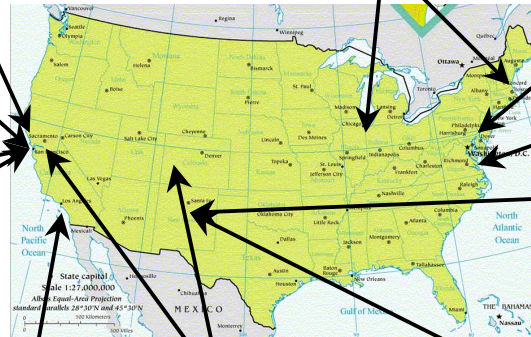 Vancouver
Seattle
Olympia
Regina
Winnipeg
Québec
Ottawa
Augusta
Salem
Helena
Bismarck
St. Paul
Toronto
Albany
Boise
Pierre
Madison
Lansing
Detroit
Chicago
Philadelphia
Harrisburg
Dover
Sacramento
Carson City
San Francisco
Salt Lake City
Cheyenne
Denver
Lincoln
Des Moines
Topeka
St. Louis
Jefferson City
Springfield
Indianapolis
Columbus
Charleston
Frankfort
Richmond
Washington, D.C.
Las Vegas
Los Angeles
Santa Fe
Oklahoma City
Nashville
Raleigh
Phoenix
Little Rock
Atlanta
Columbia
Mexicali
Dallas
Jackson
Montgomery
North
Pacific
Ocean
North
Atlantic
Ocean
Austin
Baton
Rouge
Tallahassee
Houston
New Orleans
State capital
Scale 1:27,000,000
Albers Equal-Area Projection
standard parallels 28°30'N and 45°30'N
500 Kilometers
500 Miles
Hermosillo
Chihuahua
MEXICO
Monterrey
Gulf of Mexico
Miami
THE BAHAMAS
Nassau